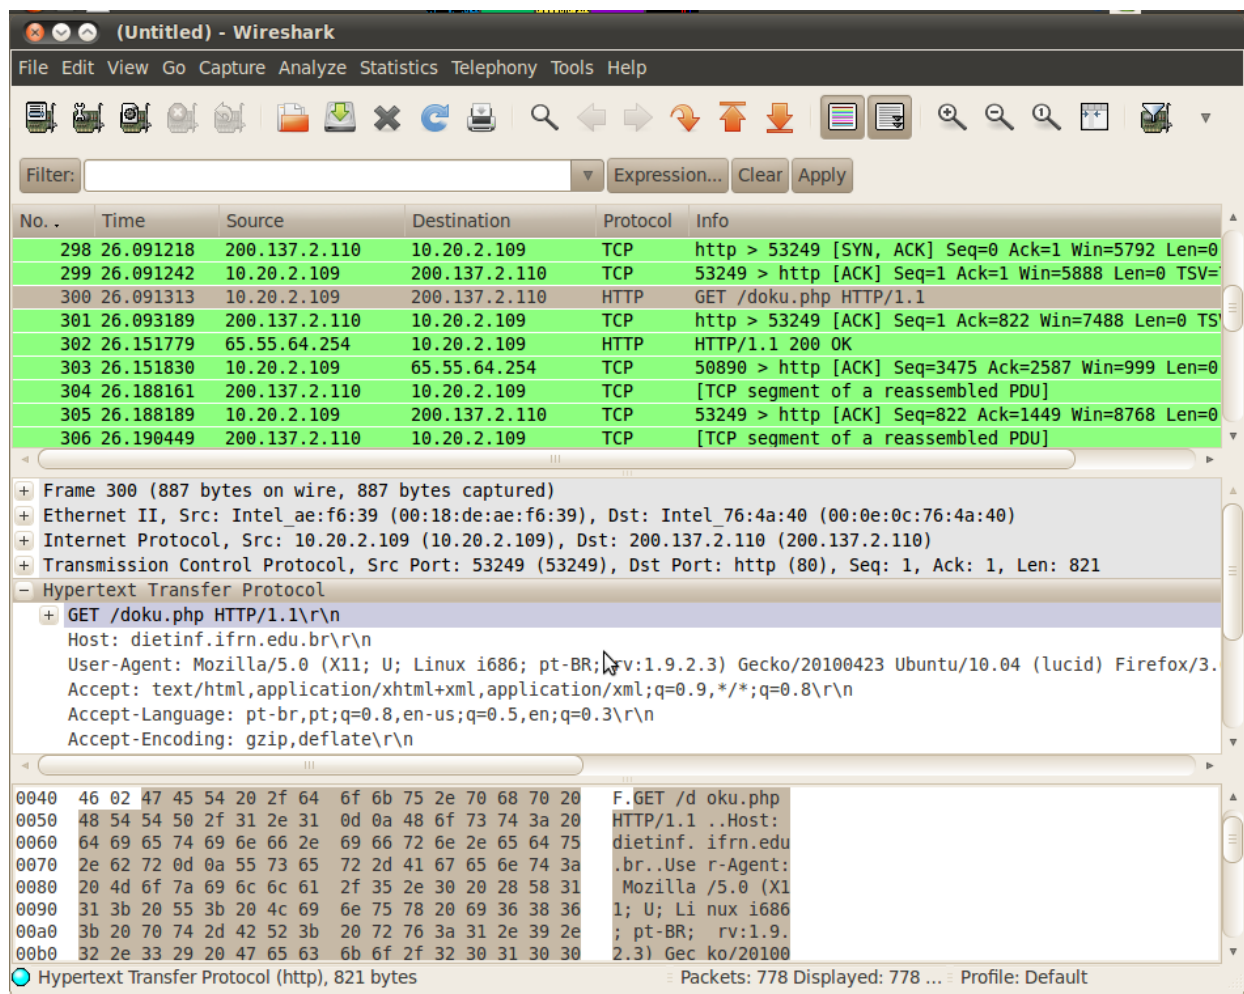 (Untitled) - Wireshark
File Edit View Go Capture Analyze Statistics Telephony Tools Help
Filter: Expression... Clear Apply
No. . Time Source Destination Protocol Info
298 26.091218 200.137.2.110 10.20.2.109 TCP http > 53249 [SYN, ACK] Seq=0 Ack=1 Win=5792 Len=0
299 26.091242 10.20.2.109 200.137.2.110 TCP 53249 > http [ACK] Seq=1 Ack=1 Win=5888 Len=0 TSV=
300 26.091313 10.20.2.109 200.137.2.110 HTTP GET /doku.php HTTP/1.1
301 26.093189 200.137.2.110 10.20.2.109 TCP http > 53249 [ACK] Seq=1 Ack=822 Win=7488 Len=0 TSV
302 26.151779 65.55.64.254 10.20.2.109 HTTP HTTP/1.1 200 OK
303 26.151830 10.20.2.109 65.55.64.254 TCP 50890 > http [ACK] Seq=3475 Ack=2587 Win=999 Len=0
304 26.188161 200.137.2.110 10.20.2.109 TCP [TCP segment of a reassembled PDU]
305 26.188189 10.20.2.109 200.137.2.110 TCP 53249 > http [ACK] Seq=822 Ack=1449 Win=8768 Len=0
306 26.190449 200.137.2.110 10.20.2.109 TCP [TCP segment of a reassembled PDU]
Frame 300 (887 bytes on wire, 887 bytes captured)
Ethernet II, Src: Intel_ae:f6:39 (00:18:de:ae:f6:39), Dst: Intel_76:4a:40 (00:0e:0c:76:4a:40)
Internet Protocol, Src: 10.20.2.109 (10.20.2.109), Dst: 200.137.2.110 (200.137.2.110)
Transmission Control Protocol, Src Port: 53249 (53249), Dst Port: http (80), Seq: 1, Ack: 1, Len: 821
Hypertext Transfer Protocol
GET /doku.php HTTP/1.1\r\n
Host: dietinf.ifrn.edu.br\r\n
User-Agent: Mozilla/5.0 (X11; U; Linux i686; pt-BR; rv:1.9.2.3) Gecko/20100423 Ubuntu/10.04 (lucid) Firefox/3.
Accept: text/html,application/xhtml+xml,application/xml;q=0.9,*/*;q=0.8\r\n
Accept-Language: pt-br,pt;q=0.8,en-us;q=0.5,en;q=0.3\r\n
Accept-Encoding: gzip,deflate\r\n
0040 46 02 47 45 54 20 2f 64 6f 6b 75 2e 70 68 70 20 F.GET /d oku.php
0050 48 54 54 50 2f 31 2e 31 0d 0a 48 6f 73 74 3a 20 HTTP/1.1 ..Host:
0060 64 69 65 74 69 6e 66 2e 69 66 72 6e 2e 65 64 75 dietinf. ifrn.edu
0070 2e 62 72 0d 0a 55 73 65 72 2d 41 67 65 6e 74 3a .br..Use r-Agent:
0080 20 4d 6f 7a 69 6c 6c 61 2f 35 2e 30 20 28 58 31 Mozilla /5.0 (X1
0090 31 3b 20 55 3b 20 4c 69 6e 75 78 20 69 36 38 36 1; U; Li nux i686
00a0 3b 20 70 74 2d 42 52 3b 20 72 76 3a 31 2e 39 2e ; pt-BR; rv:1.9.
00b0 32 2e 33 29 20 47 65 63 6b 6f 2f 32 30 31 30 30 2.3) Gec ko/20100
Hypertext Transfer Protocol (http), 821 bytes Packets: 778 Displayed: 778 ... Profile: Default